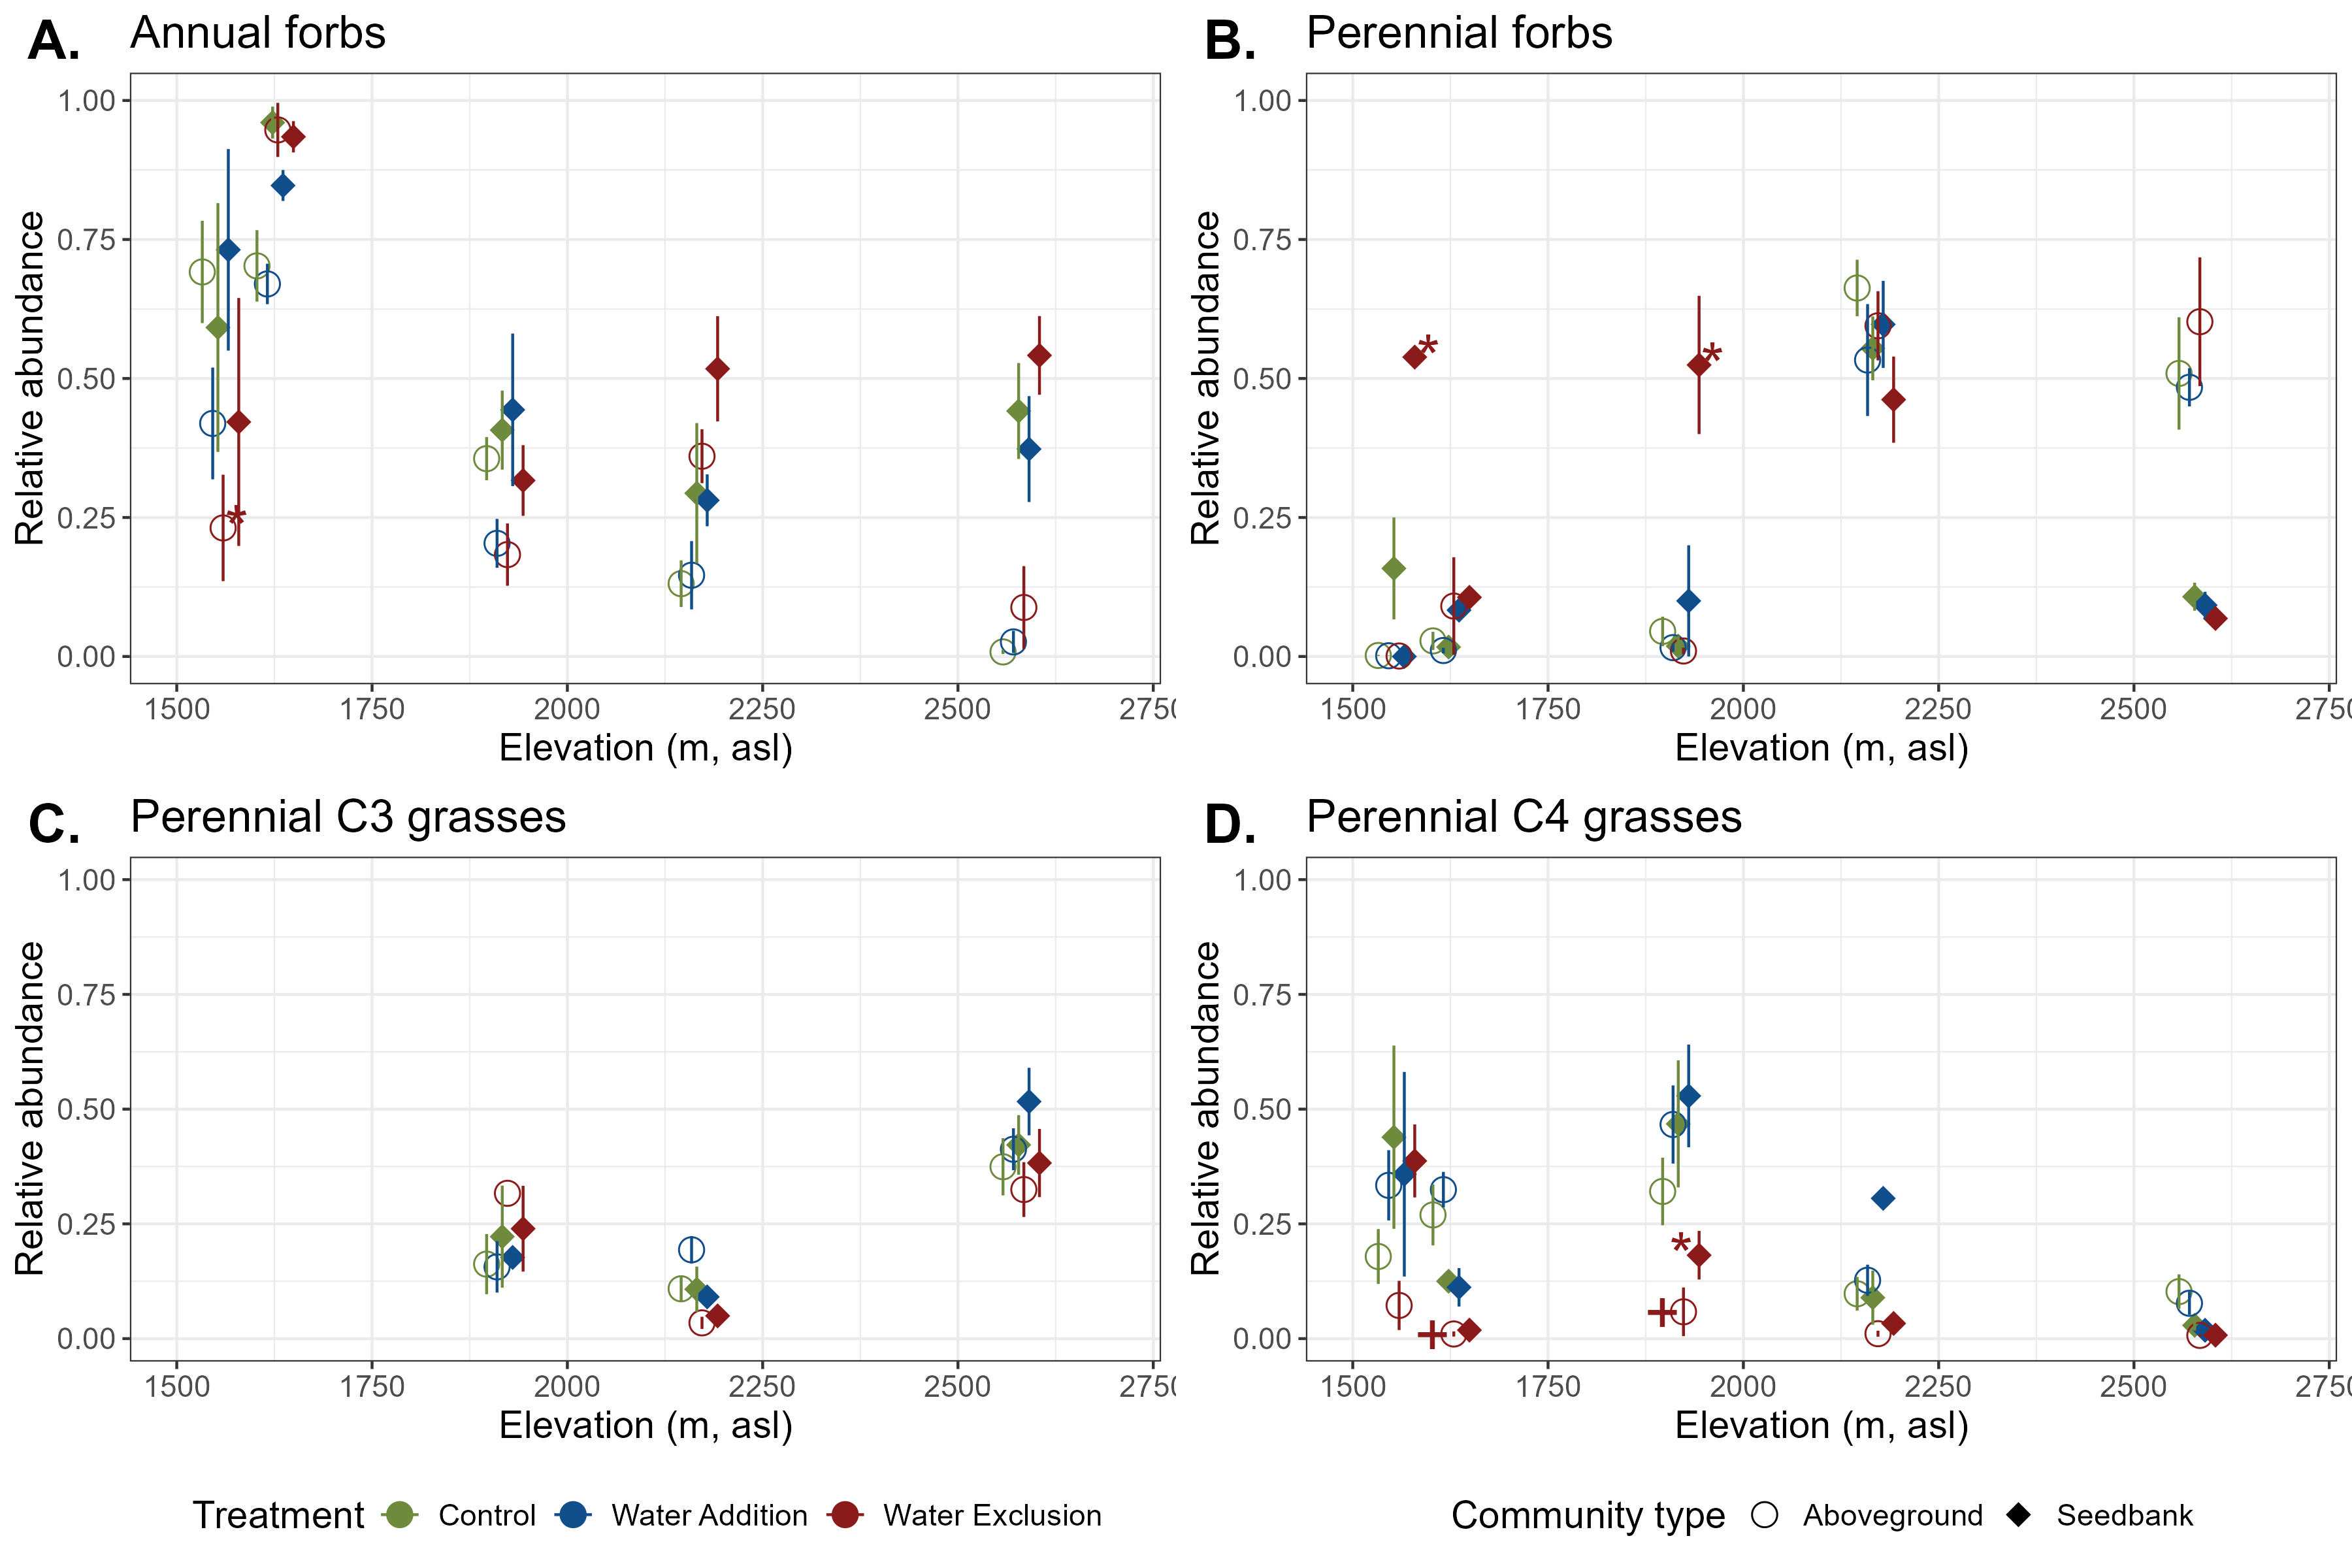 A. Annual forbs
1.00
0.75
0.50
0.25
0.00
Relative abundance
*
1500 1750 2000 2250 2500 2750
Elevation (m, asl)
B. Perennial forbs
1.00
0.75
0.50
0.25
0.00
Relative abundance
* *
1500 1750 2000 2250 2500 2750
Elevation (m, asl)
C. Perennial C3 grasses
1.00
0.75
0.50
0.25
0.00
Relative abundance
1500 1750 2000 2250 2500 2750
Elevation (m, asl)
D. Perennial C4 grasses
1.00
0.75
0.50
0.25
0.00
Relative abundance
*
+ +
1500 1750 2000 2250 2500 2750
Elevation (m, asl)
Treatment Control Water Addition Water Exclusion
Community type Aboveground Seedbank